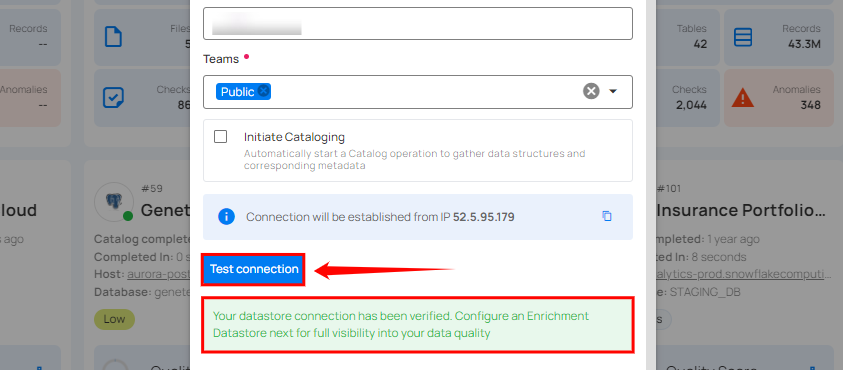 Records
--
Anomalies
--
Files
5
Checks
86
Tables
42
Records
43.3M
Checks
2,044
Anomalies
348
Teams
Public
Initiate Cataloging
Automatically start a Catalog operation to gather data structures and
corresponding metadata
Connection will be established from IP 52.5.95.179
Test connection
Your datastore connection has been verified. Configure an Enrichment
Datastore next for full visibility into your data quality
loud
s ago
#59
Genet
Catalog complet
Completed In: 0 s
Host: aurora-post
Database: genete
Low
#101
Insurance Portfolio...
mpleted: 1 year ago
ed In: 8 seconds
alytics-prod.snowflakecomputi...
e: STAGING_DB